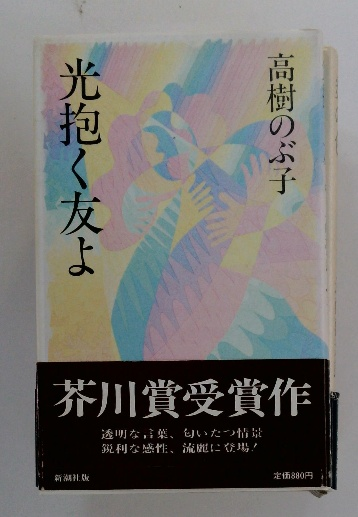 高樹のぶ子
光抱く友よ
芥川賞受賞作
透明な言葉、匂いたつ情景
鋭利な感性、流麗に登場！
新潮社版
定価880円